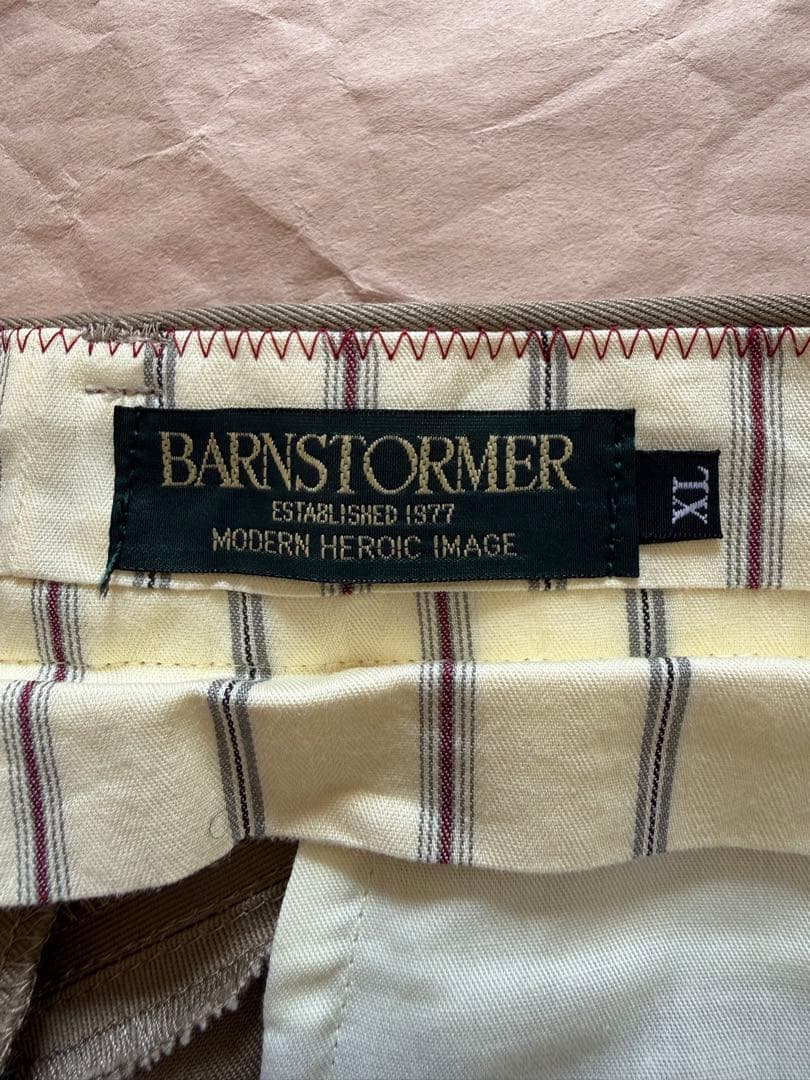 BARNSTORMER
ESTABLISHED 1977
MODERN HEROIC IMAGE
XL